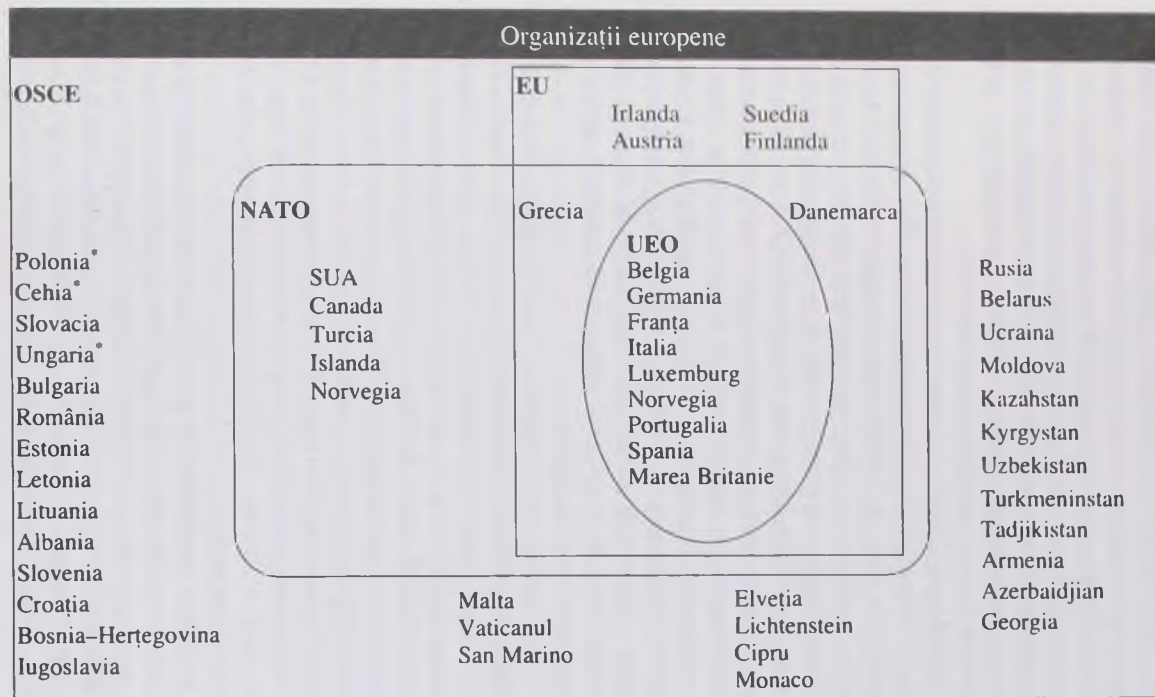 Organizații europene
OSCE
EU
Irlanda Suedia
Austria Finlanda
NATO
Grecia Danemarca
UEO
Belgia
Germania
Franța
Italia
Luxemburg
Norvegia
Portugalia
Spania
Marea Britanie
SUA
Canada
Turcia
Islanda
Norvegia
Polonia*
Cehia*
Slovacia
Ungaria*
Bulgaria
România
Estonia
Letonia
Lituania
Albania
Slovenia
Croația
Bosnia–Herțegovina
Iugoslavia
Malta
Vaticanul
San Marino
Elveția
Lichtenstein
Cipru
Monaco
Rusia
Belarus
Ucraina
Moldova
Kazahstan
Kyrgystan
Uzbekistan
Turkmeninstan
Tadjikistan
Armenia
Azerbaidjian
Georgia